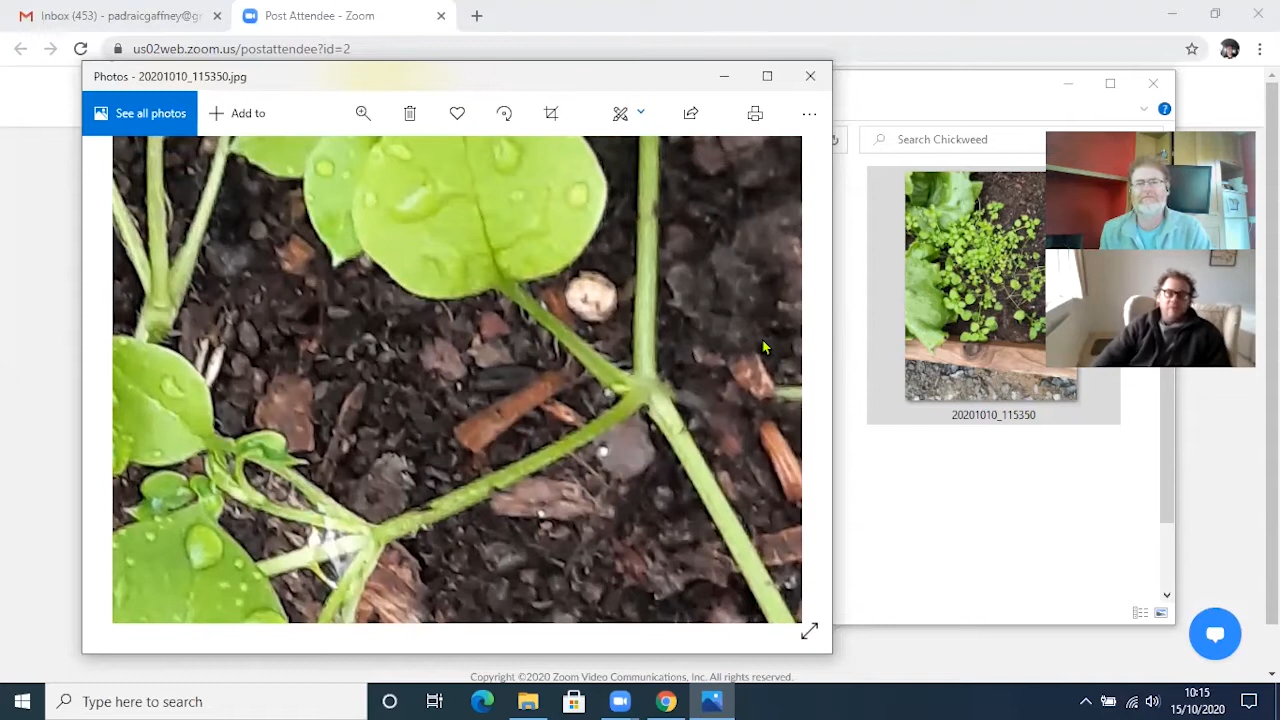 Inbox (453) - padraicgaffney@g
Post Attendee - Zoom
us02web.zoom.us/postattendee?id=2
Photos - 20201010_115350.jpg
See all photos
Add to
Search Chickweed
20201010_115350
Copyright ©2020 Zoom Video Communications, Inc. All rights reserved.
Type here to search
10:15
15/10/2020